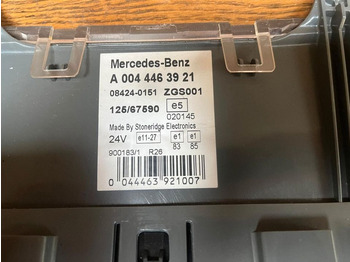 Mercedes-Benz
A 004 446 39 21
08424-0151 ZGS001
125/67590 e5
020145
Made By Stoneridge Electronics
24V e11-27 e1 e1
900183/1 R26 83 85
0 044463 921007